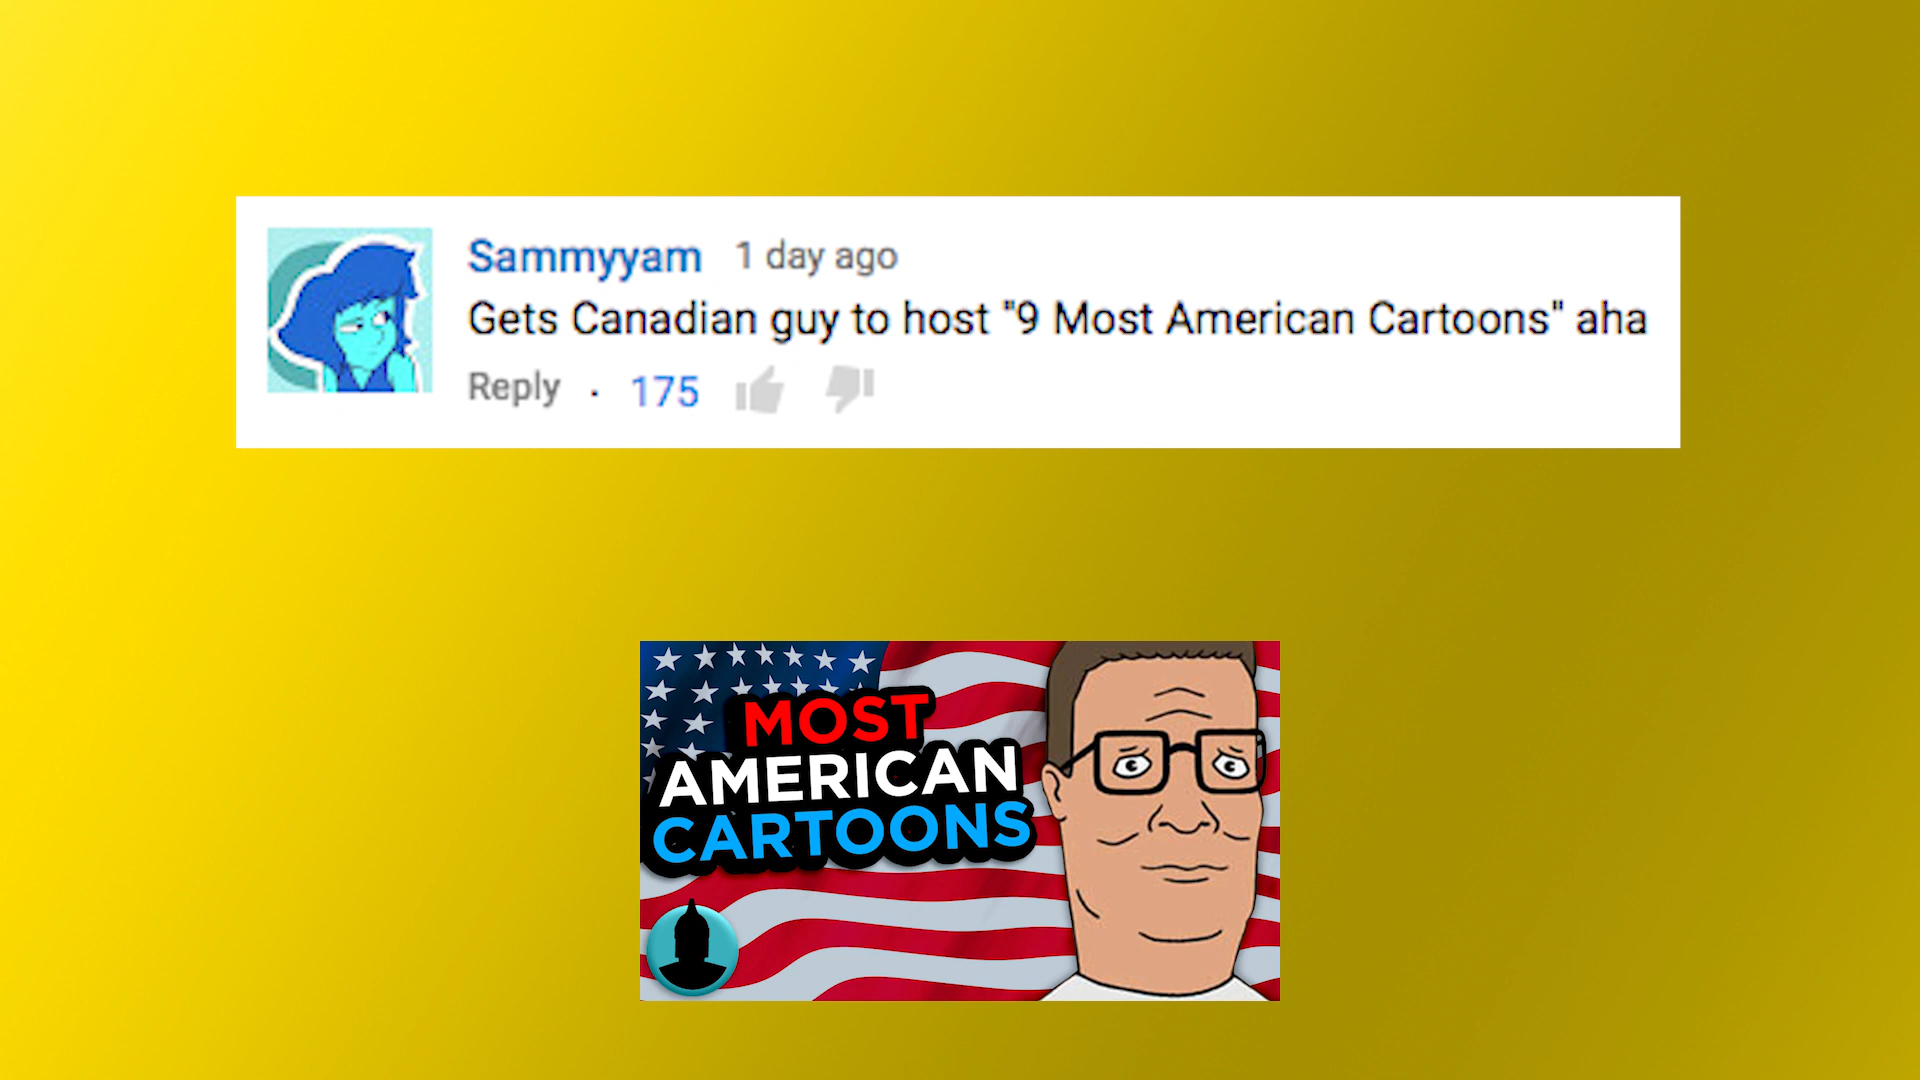 Sammyyam 1 day ago
Gets Canadian guy to host "9 Most American Cartoons" aha
Reply · 175
MOST
AMERICAN
CARTOONS